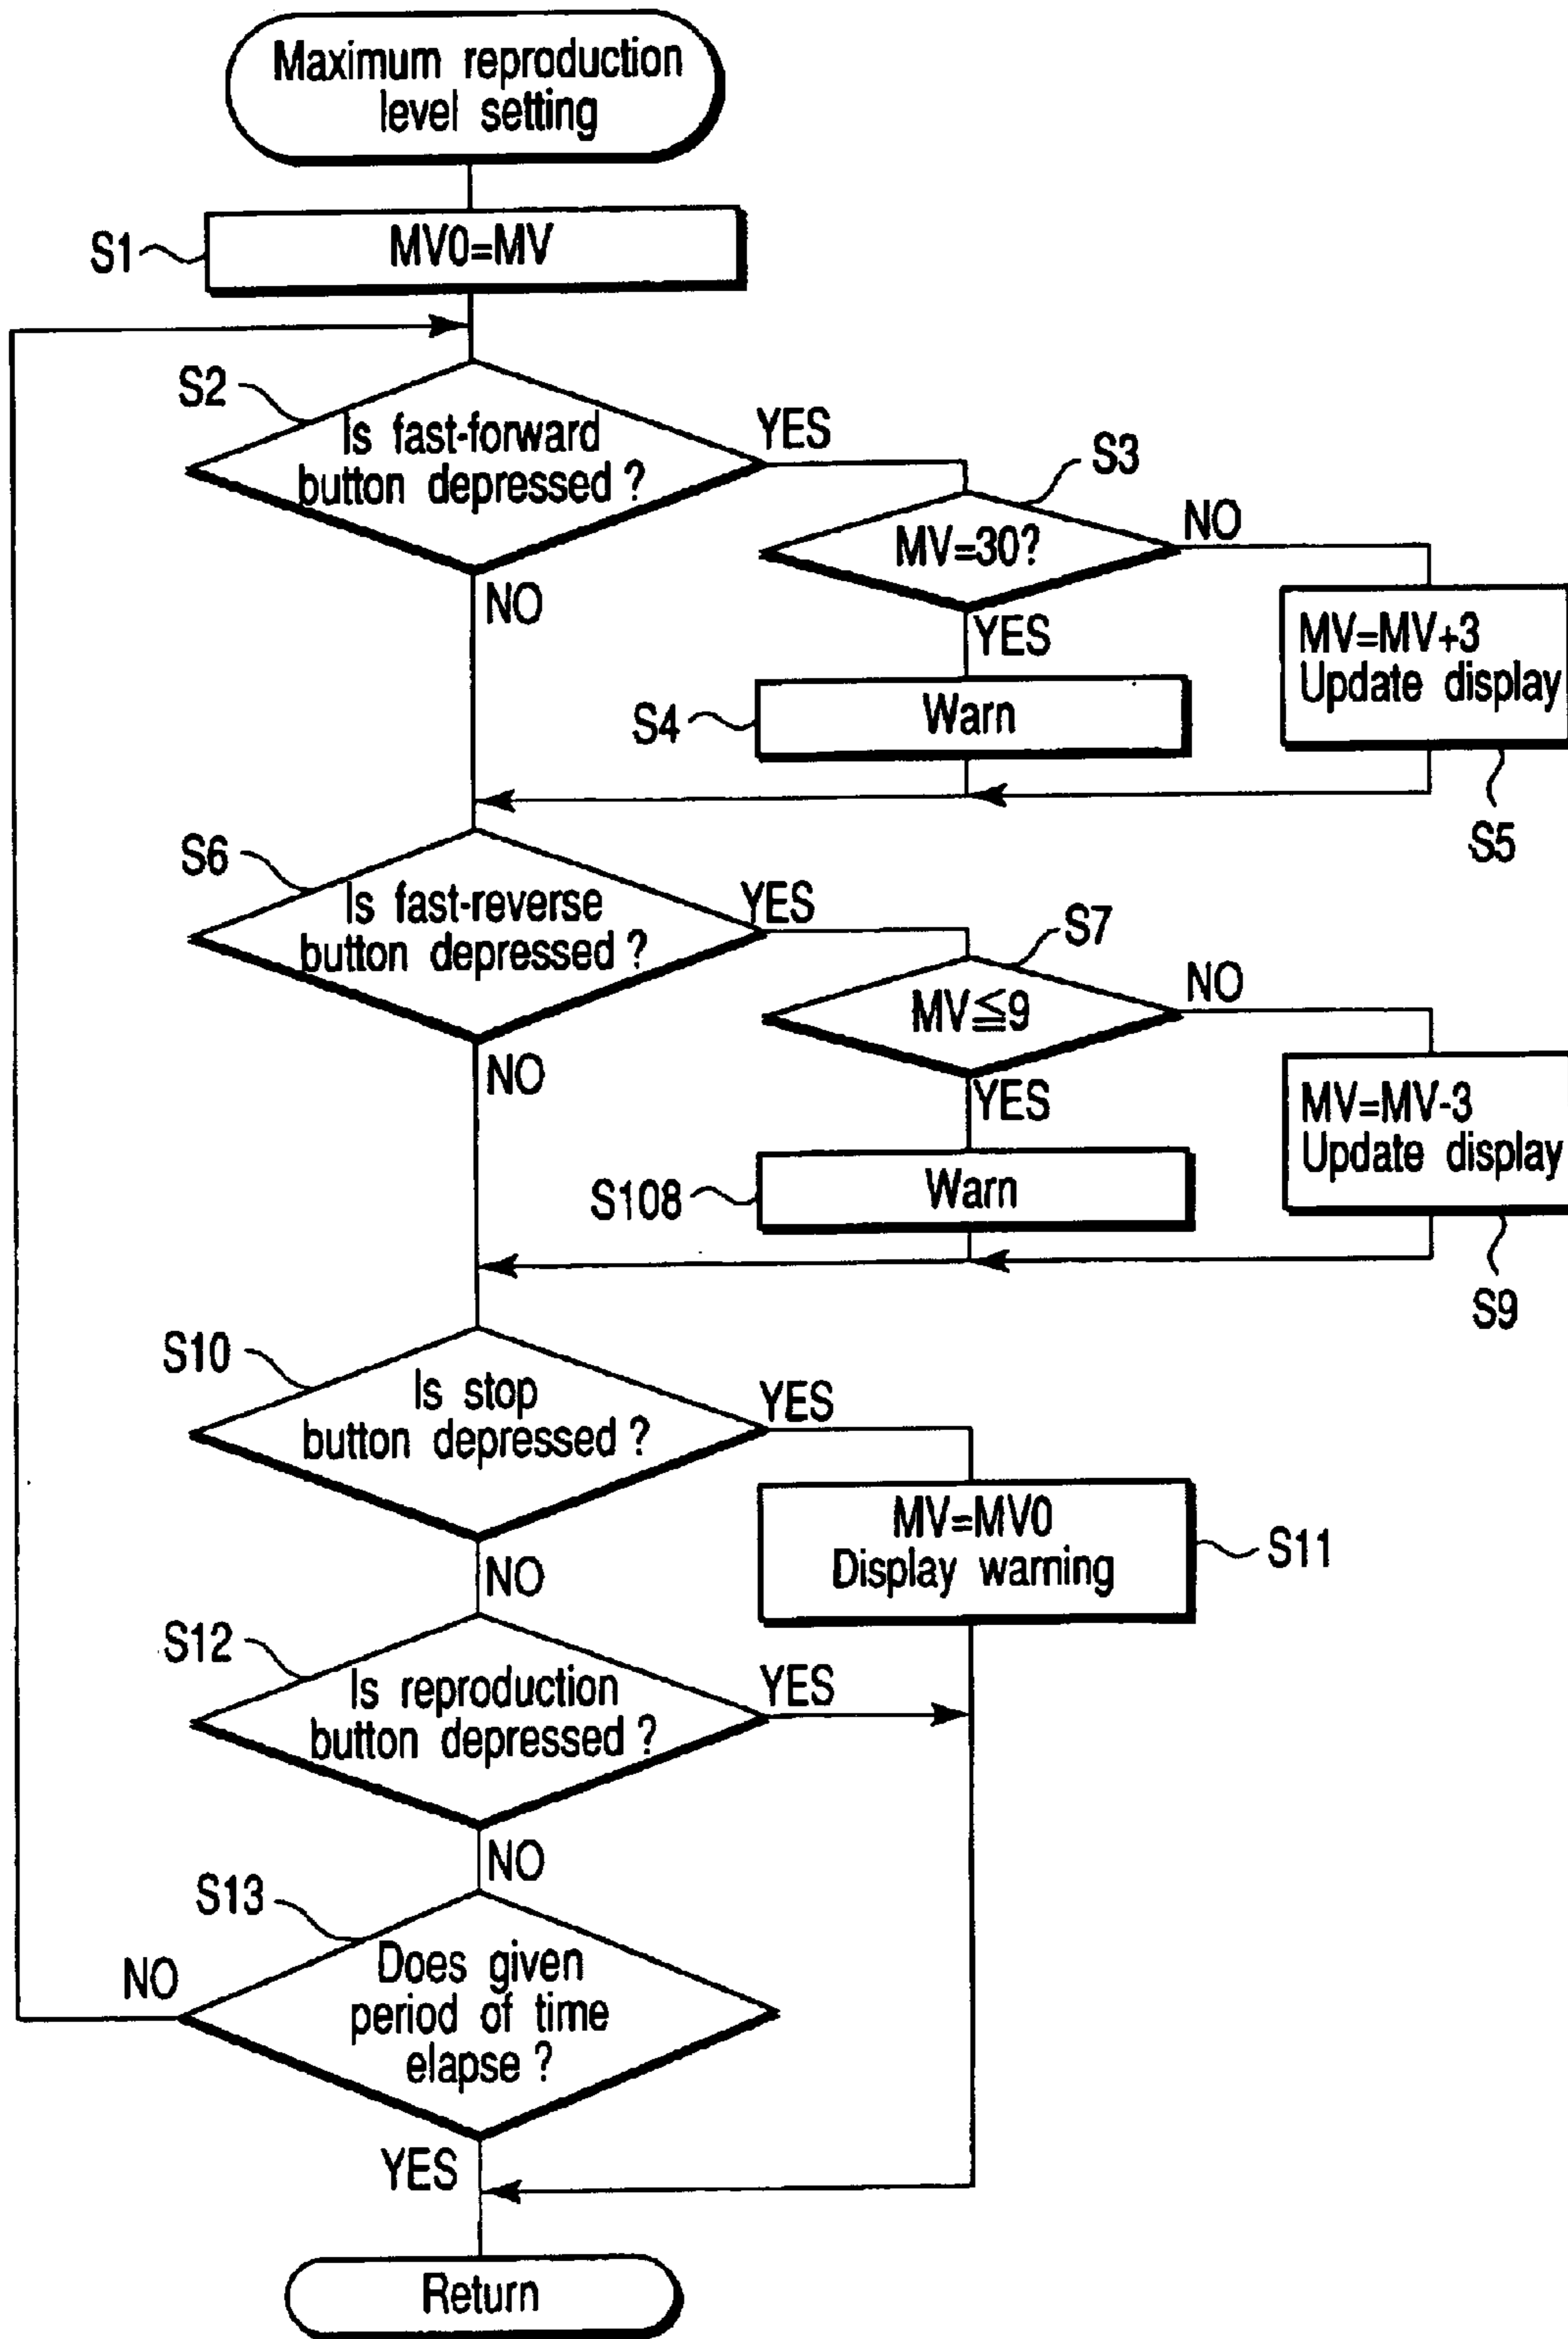 Maximum reproduction
level setting
S1
MV0=MV
S2
Is fast-forward
button depressed ?
YES
NO
S3
MV=30?
NO
YES
S4
Warn
MV=MV+3
Update display
S5
S6
Is fast-reverse
button depressed ?
YES
NO
S7
MV≦9
NO
YES
S108
Warn
MV=MV-3
Update display
S9
S10
Is stop
button depressed ?
YES
NO
MV=MV0
Display warning
S11
S12
Is reproduction
button depressed ?
YES
NO
S13
Does given
period of time
elapse ?
NO
YES
Return